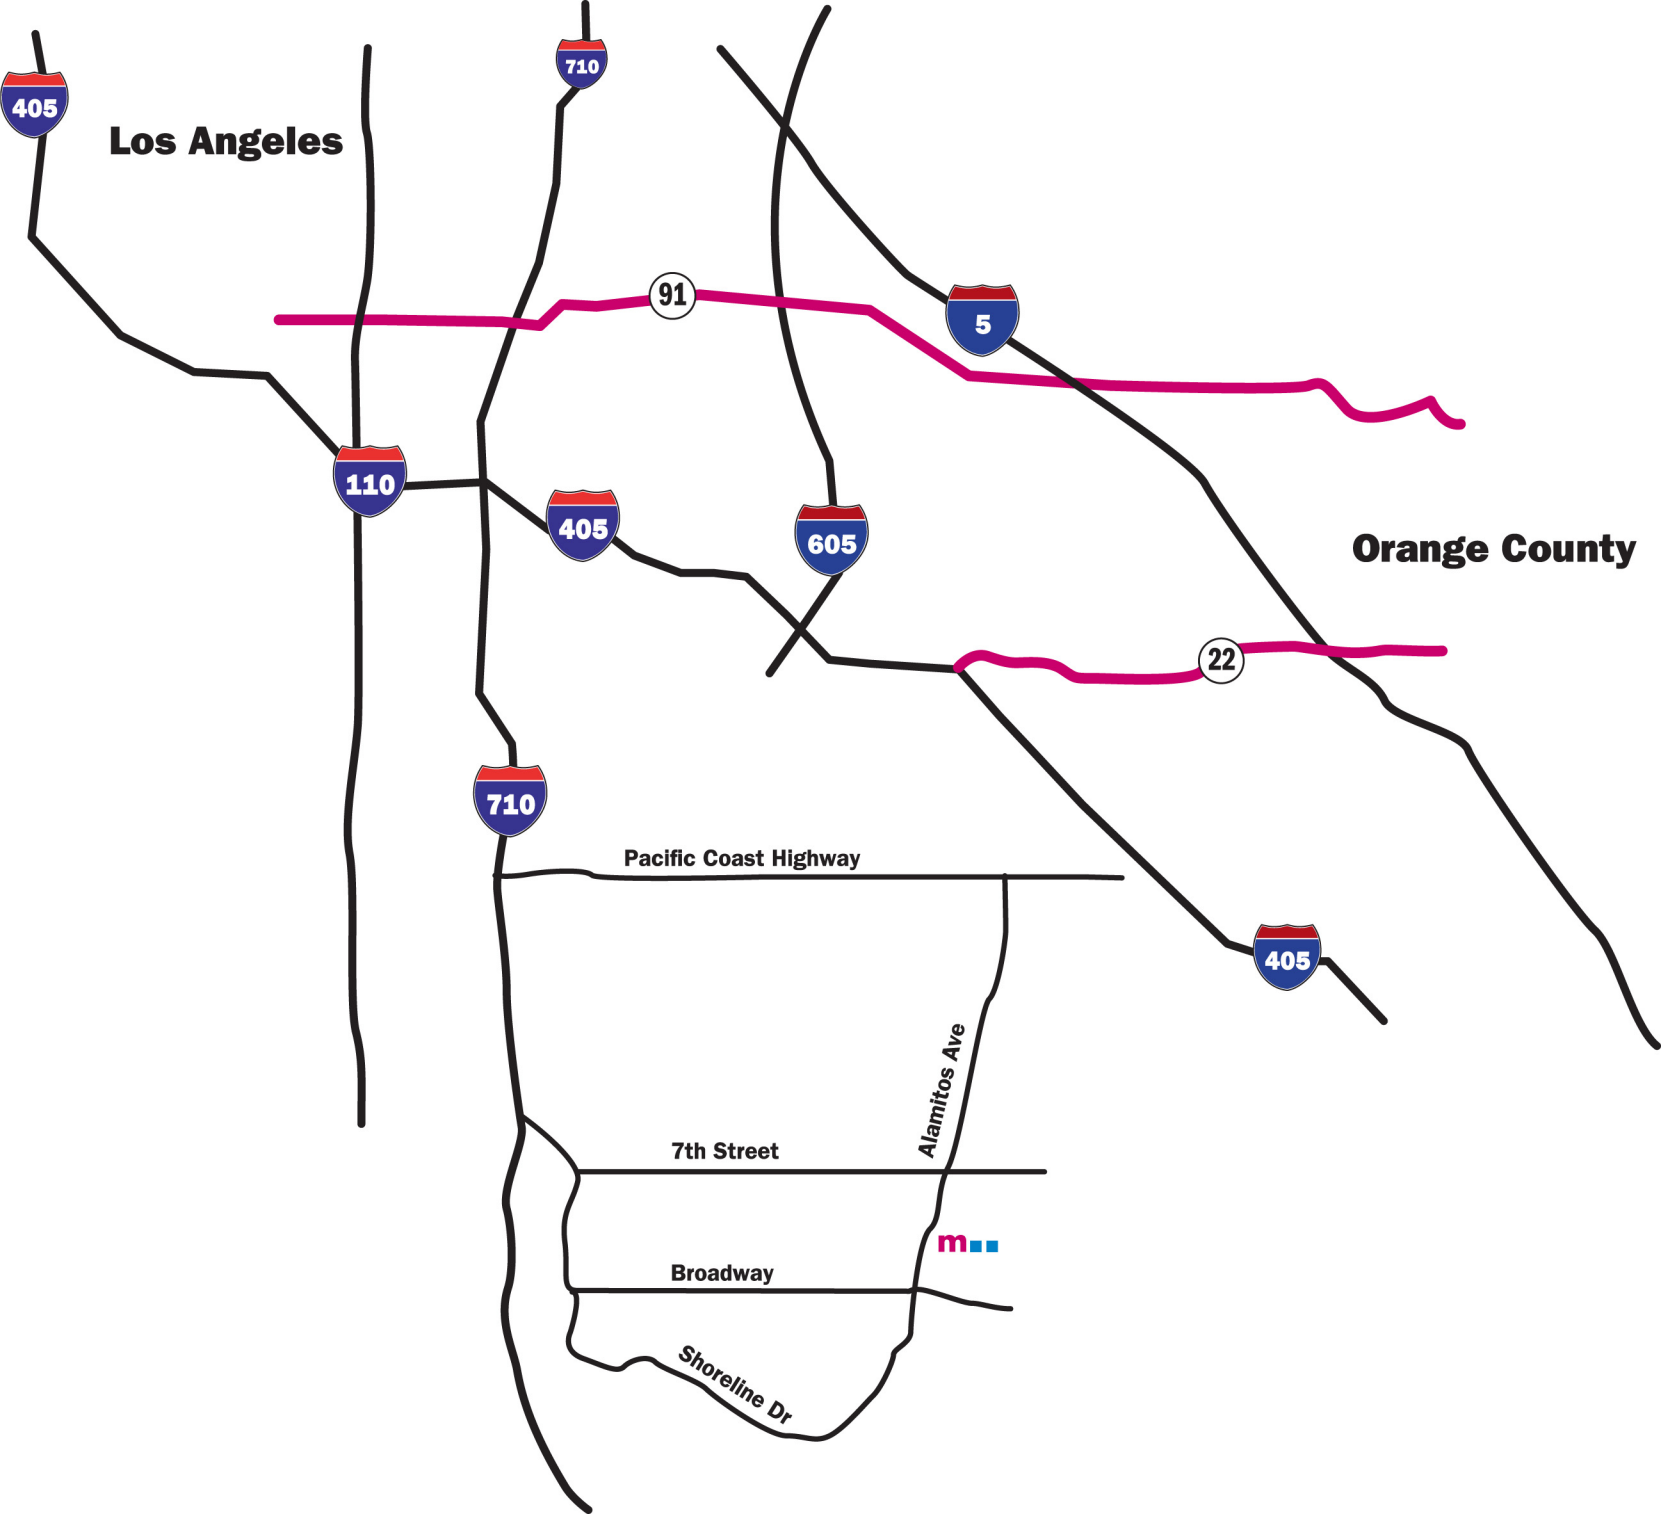 710
405
Los Angeles
91
5
110
405
605
Orange County
22
710
Pacific Coast Highway
405
Alamitos Ave
7th Street
m
Broadway
Shoreline Dr